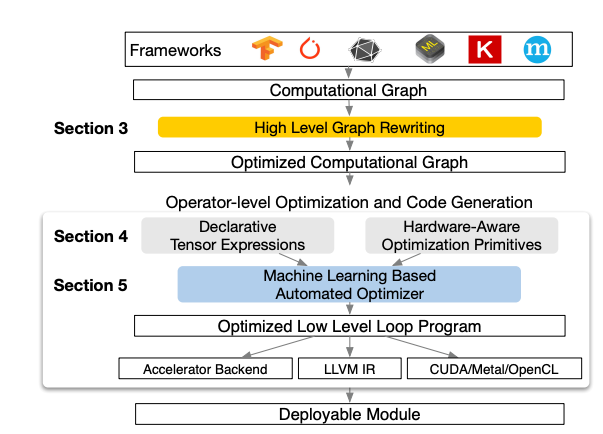 Frameworks
ML
K
m
Computational Graph
Section 3
High Level Graph Rewriting
Optimized Computational Graph
Operator-level Optimization and Code Generation
Section 4
Declarative
Tensor Expressions
Hardware-Aware
Optimization Primitives
Section 5
Machine Learning Based
Automated Optimizer
Optimized Low Level Loop Program
Accelerator Backend
LLVM IR
CUDA/Metal/OpenCL
Deployable Module